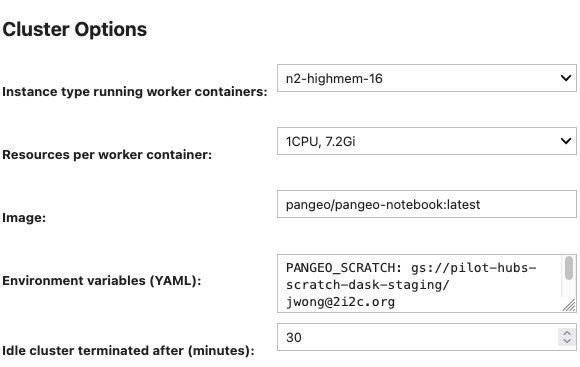 Cluster Options
Instance type running worker containers: n2-highmem-16
Resources per worker container: 1CPU, 7.2Gi
Image: pangeo/pangeo-notebook:latest
Environment variables (YAML): PANGEO_SCRATCH: gs://pilot-hubs-
scratch-dask-staging/
jwong@2i2c.org
Idle cluster terminated after (minutes): 30